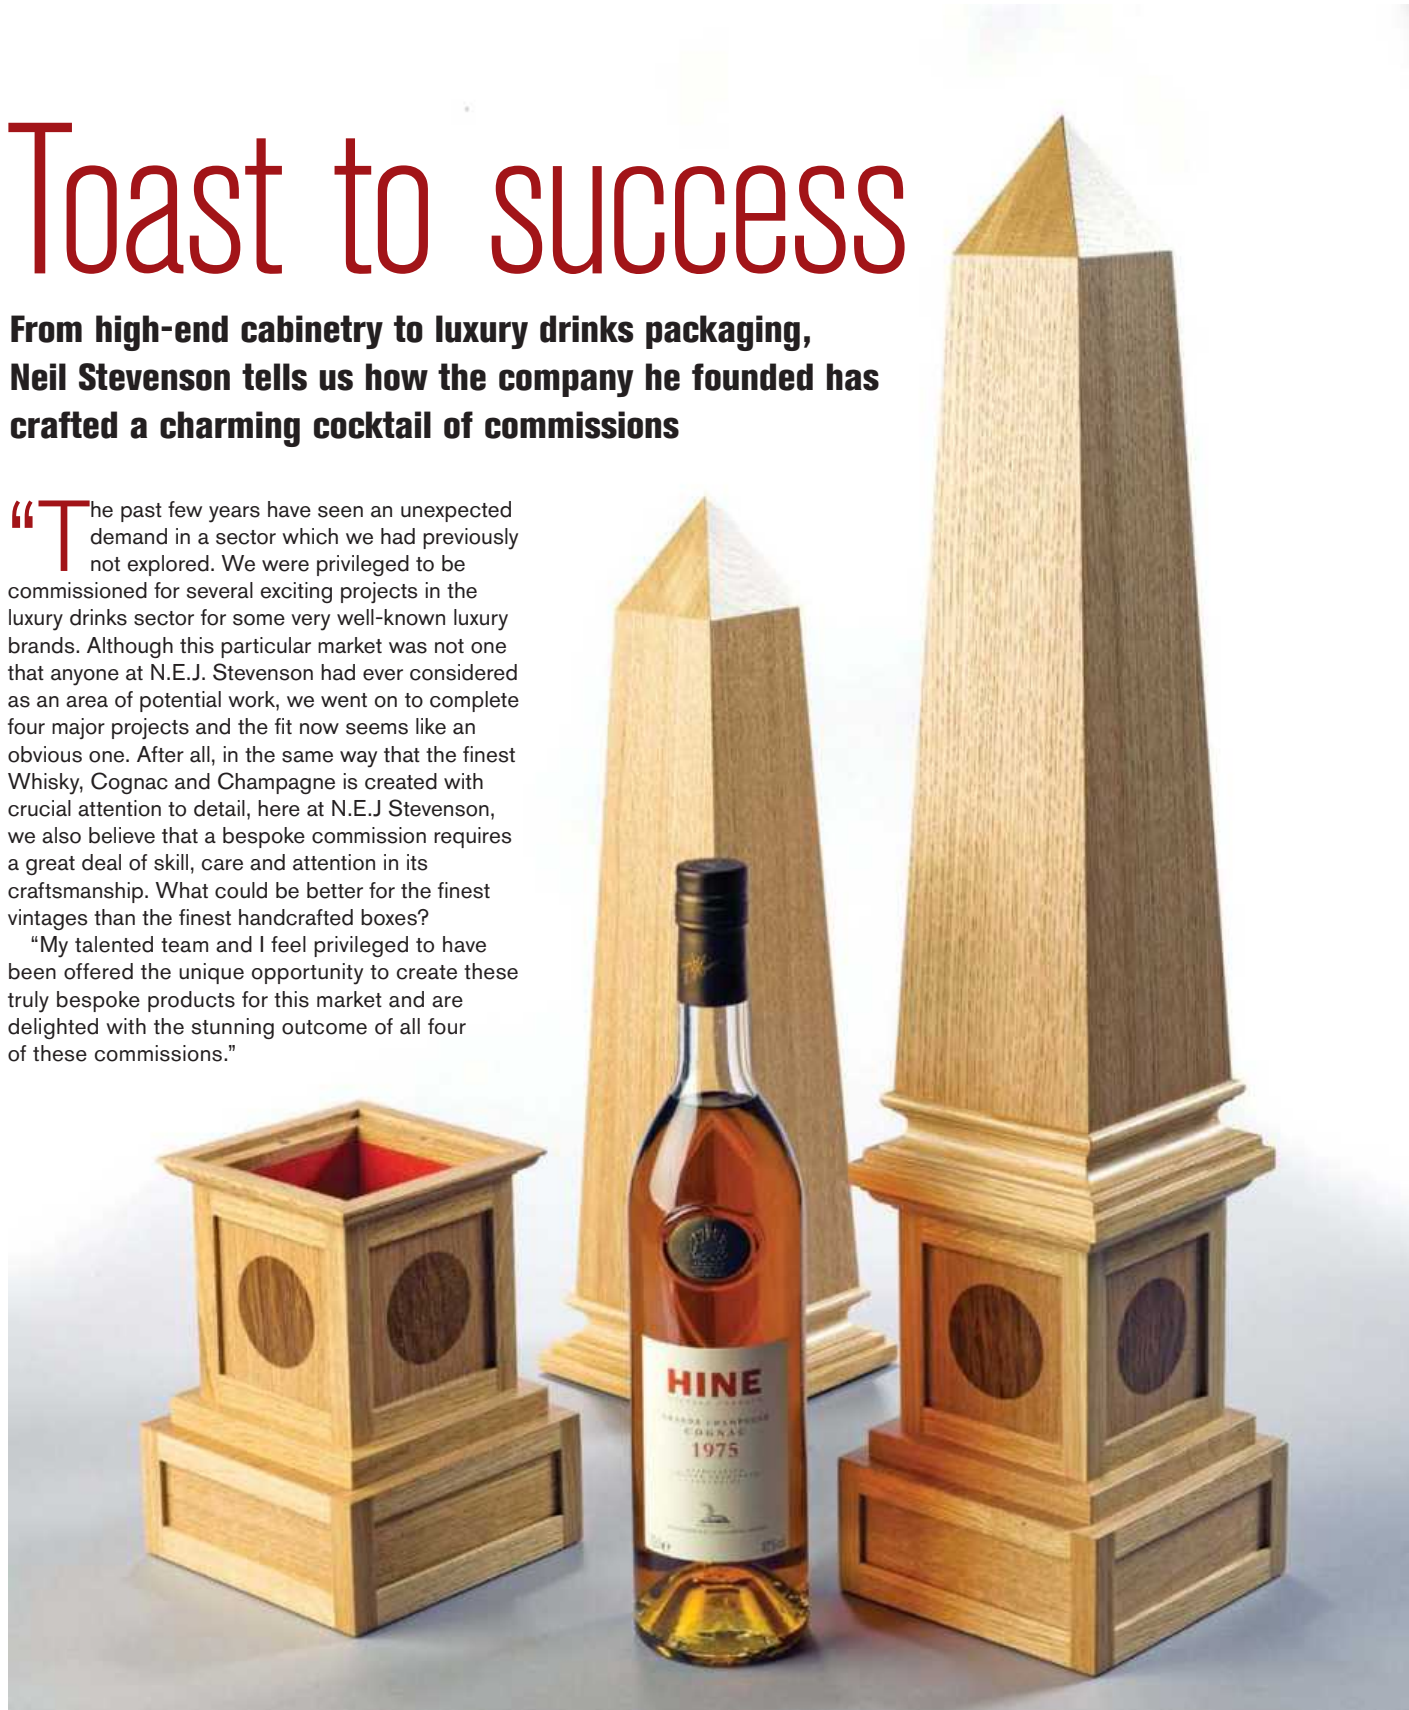 Toast to success
From high-end cabinetry to luxury drinks packaging,
Neil Stevenson tells us how the company he founded has
crafted a charming cocktail of commissions
“The past few years have seen an unexpected
demand in a sector which we had previously
not explored. We were privileged to be
commissioned for several exciting projects in the
luxury drinks sector for some very well-known luxury
brands. Although this particular market was not one
that anyone at N.E.J. Stevenson had ever considered
as an area of potential work, we went on to complete
four major projects and the fit now seems like an
obvious one. After all, in the same way that the finest
Whisky, Cognac and Champagne is created with
crucial attention to detail, here at N.E.J Stevenson,
we also believe that a bespoke commission requires
a great deal of skill, care and attention in its
craftsmanship. What could be better for the finest
vintages than the finest handcrafted boxes?
“My talented team and I feel privileged to have
been offered the unique opportunity to create these
truly bespoke products for this market and are
delighted with the stunning outcome of all four
of these commissions.”
HINE
GRANDE CHAMPAGNE
COGNAC
1975